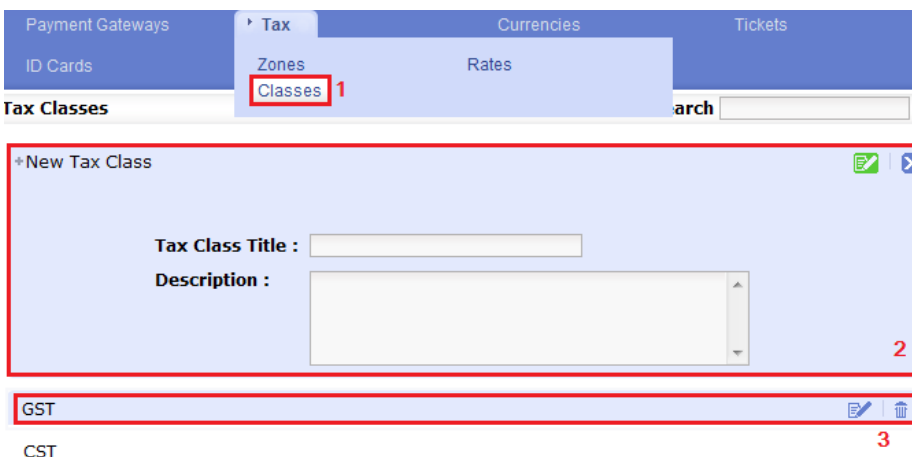 Payment Gateways Tax Currencies Tickets
ID Cards Zones Rates
Classes 1
Tax Classes arch
New Tax Class
Tax Class Title :
Description :
2
GST
3
CST